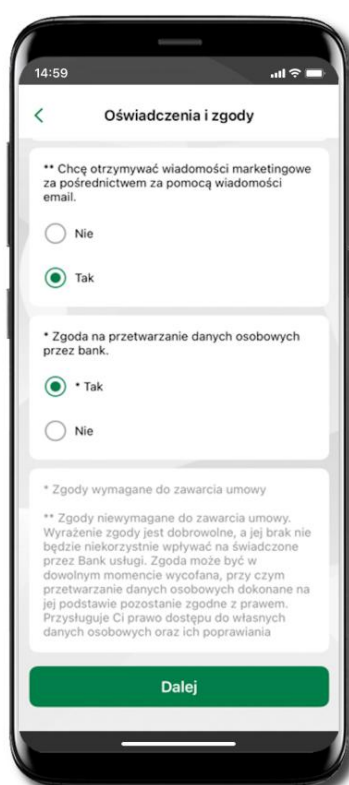 14:59
Oświadczenia i zgody
** Chcę otrzymywać wiadomości marketingowe
za pośrednictwem za pomocą wiadomości
email.
Nie
Tak
* Zgoda na przetwarzanie danych osobowych
przez bank.
* Tak
Nie
* Zgody wymagane do zawarcia umowy
** Zgody niewymagane do zawarcia umowy.
Wyrażenie zgody jest dobrowolne, a jej brak nie
będzie niekorzystnie wpływać na świadczone
przez Bank usługi. Zgoda może być w
dowolnym momencie wycofana, przy czym
przetwarzanie danych osobowych dokonane na
jej podstawie pozostanie zgodne z prawem.
Przysługuje Ci prawo dostępu do własnych
danych osobowych oraz ich poprawiania
Dalej